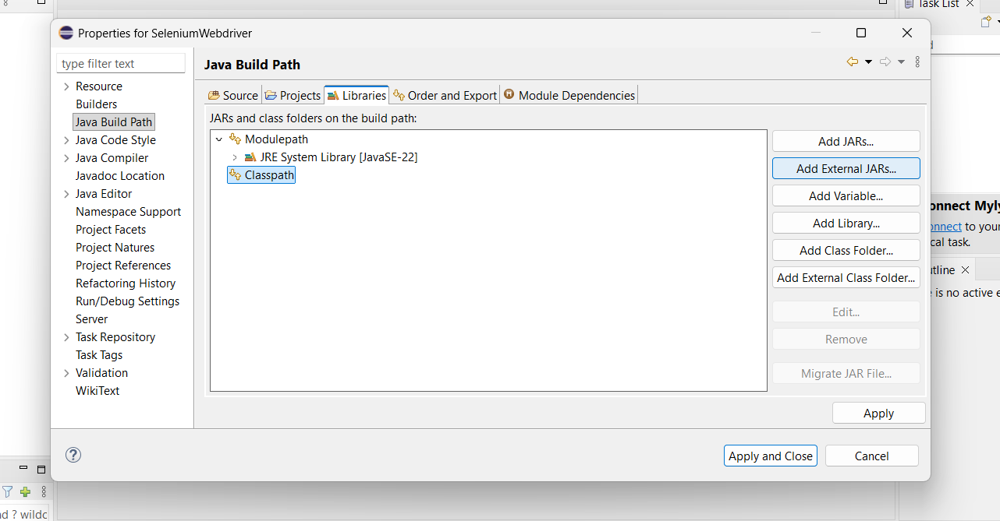 Task List
Properties for SeleniumWebdriver
type filter text
Resource
Builders
Java Build Path
Java Code Style
Java Compiler
Javadoc Location
Java Editor
Namespace Support
Project Facets
Project Natures
Project References
Refactoring History
Run/Debug Settings
Server
Task Repository
Task Tags
Validation
WikiText
Java Build Path
Source
Projects
Libraries
Order and Export
Module Dependencies
JARs and class folders on the build path:
Modulepath
JRE System Library [JavaSE-22]
Classpath
Add JARs...
Add External JARs...
Add Variable...
Add Library...
Add Class Folder...
Add External Class Folder...
Edit...
Remove
Migrate JAR File...
Apply
Apply and Close
Cancel
onnect Myly
onnect to your
cal task.
utline
e is no active e
nd ? wildc